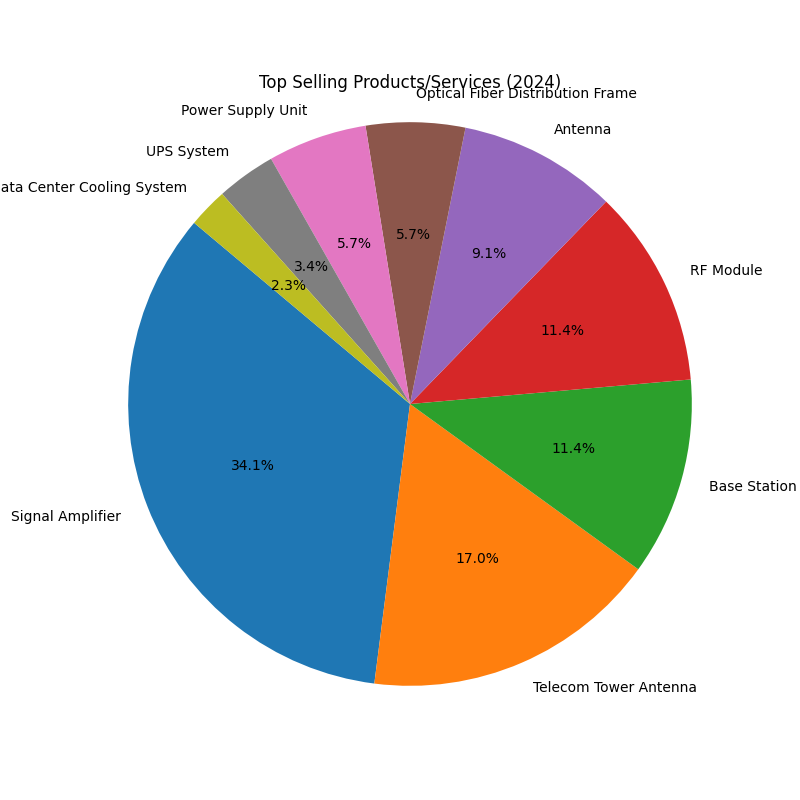 Top Selling Products/Services (2024)
Optical Fiber Distribution Frame
Power Supply Unit
Antenna
UPS System
ata Center Cooling System
RF Module
Base Station
Signal Amplifier
Telecom Tower Antenna
5.7%
5.7%
9.1%
3.4%
2.3%
11.4%
11.4%
34.1%
17.0%